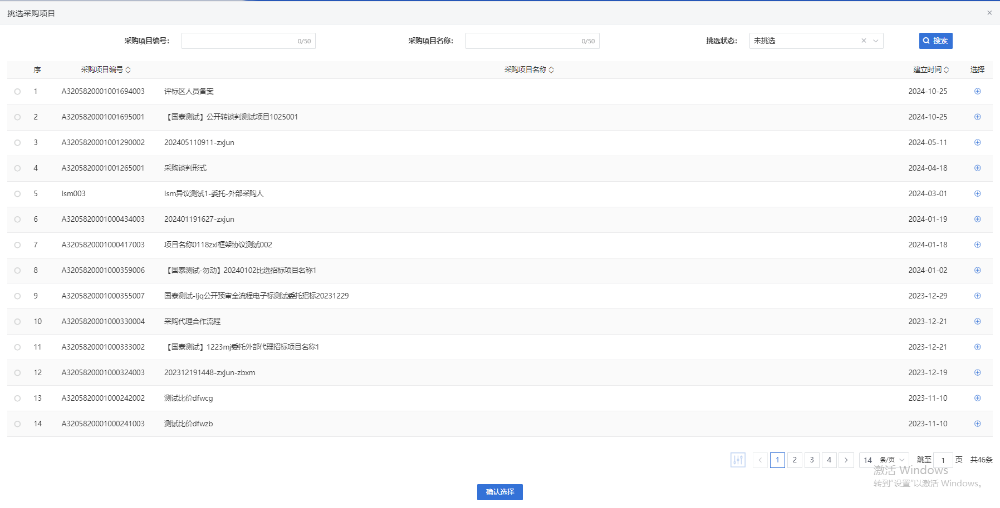 挑选采购项目
采购项目编号: 0/50 采购项目名称: 0/50 挑选状态: 未挑选 搜索
序 采购项目编号 采购项目名称 建立时间 选择
1 A3205820001001694003 评标区人员备案 2024-10-25
2 A3205820001001695001 【国泰测试】公开转谈判测试项目1025001 2024-10-25
3 A3205820001001290002 202405110911-zxjun 2024-05-11
4 A3205820001001265001 采购谈判形式 2024-04-18
5 lsm003 lsm异议测试1-委托-外部采购人 2024-03-01
6 A3205820001000434003 202401191627-zxjun 2024-01-19
7 A3205820001000417003 项目名称0118zxl框架协议测试002 2024-01-18
8 A3205820001000359006 【国泰测试-勿动】20240102比选招标项目名称1 2024-01-02
9 A3205820001000355007 国泰测试-ljq公开预审全流程电子标测试委托招标20231229 2023-12-29
10 A3205820001000330004 采购代理合作流程 2023-12-21
11 A3205820001000333002 【国泰测试】1223mj委托外部代理招标项目名称1 2023-12-21
12 A3205820001000324003 202312191448-zxjun-zbxm 2023-12-19
13 A3205820001000242002 测试比价dfwcg 2023-11-10
14 A3205820001000241003 测试比价dfwzb 2023-11-10
1 2 3 4 14 条/页 跳至 1 页 共46条
激活 Windows
转到"设置"以激活 Windows。
确认选择